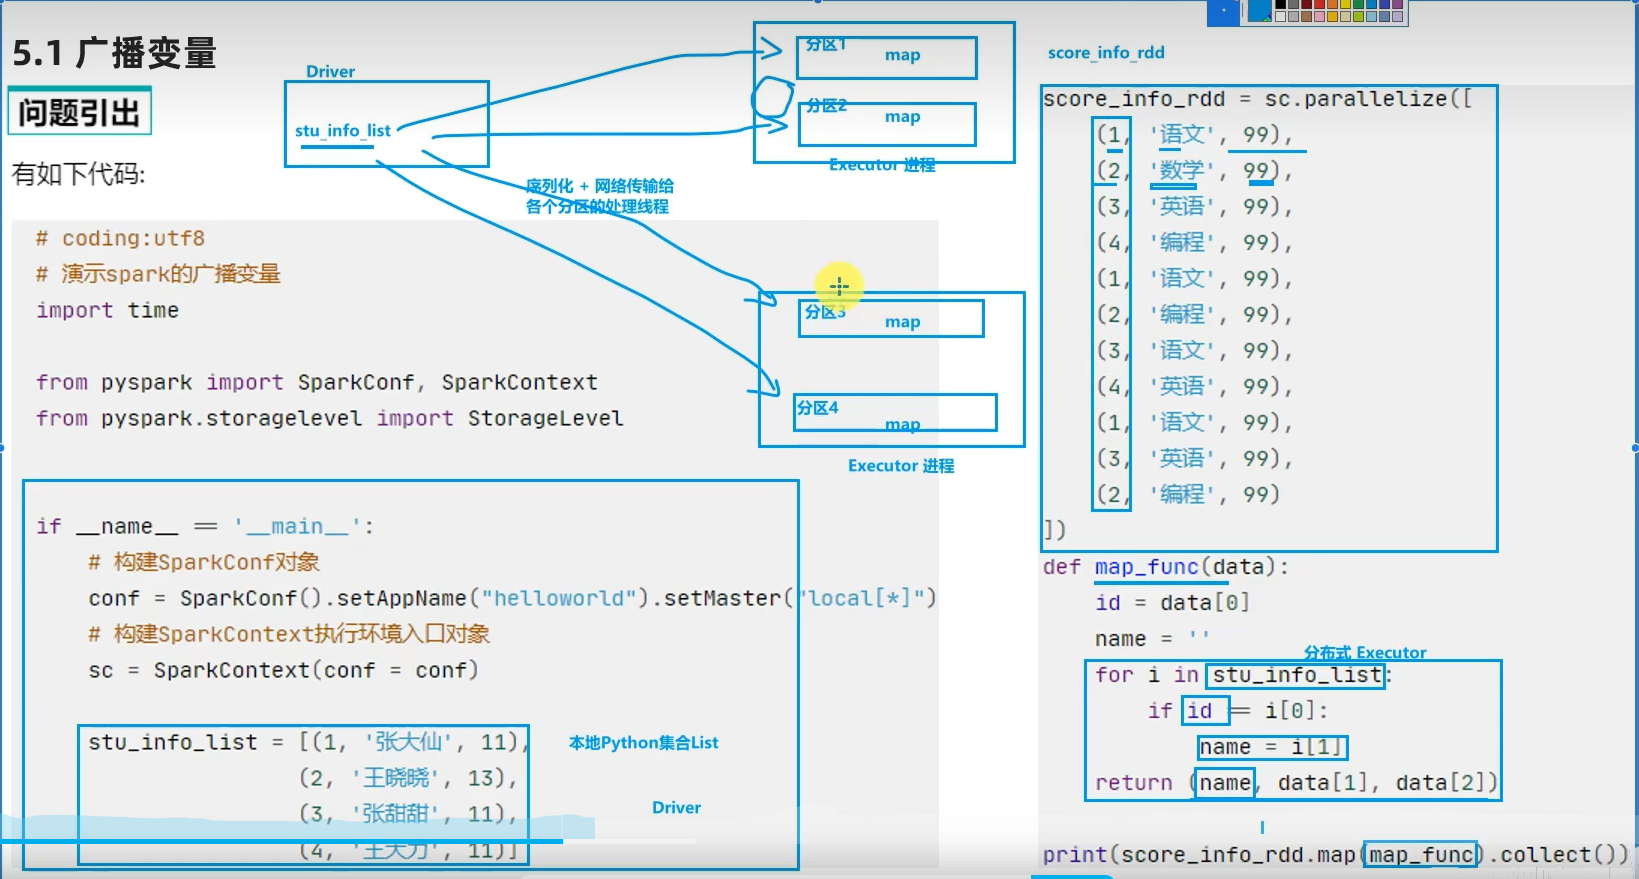 5.1 广播变量
问题引出
有如下代码:
# coding:utf8
# 演示spark的广播变量
import time
from pyspark import SparkConf, SparkContext
from pyspark.storagelevel import StorageLevel
if __name__ == '__main__':
# 构建SparkConf对象
conf = SparkConf().setAppName("helloworld").setMaster("local[*]")
# 构建SparkContext执行环境入口对象
sc = SparkContext(conf = conf)
stu_info_list = [(1, '张大仙', 11),
(2, '王晓晓', 13),
(3, '张甜甜', 11),
(4, '王大力', 11)]
本地Python集合List
Driver
Driver
stu_info_list
序列化 + 网络传输给
各个分区的处理线程
分区1
map
分区2
map
Executor 进程
分区3
map
分区4
map
Executor 进程
score_info_rdd
score_info_rdd = sc.parallelize([
(1, '语文', 99),
(2, '数学', 99),
(3, '英语', 99),
(4, '编程', 99),
(1, '语文', 99),
(2, '编程', 99),
(3, '语文', 99),
(4, '英语', 99),
(1, '语文', 99),
(3, '英语', 99),
(2, '编程', 99)
])
def map_func(data):
id = data[0]
name = ''
分布式 Executor
for i in stu_info_list:
if id == i[0]:
name = i[1]
return (name, data[1], data[2])
print(score_info_rdd.map(map_func).collect())